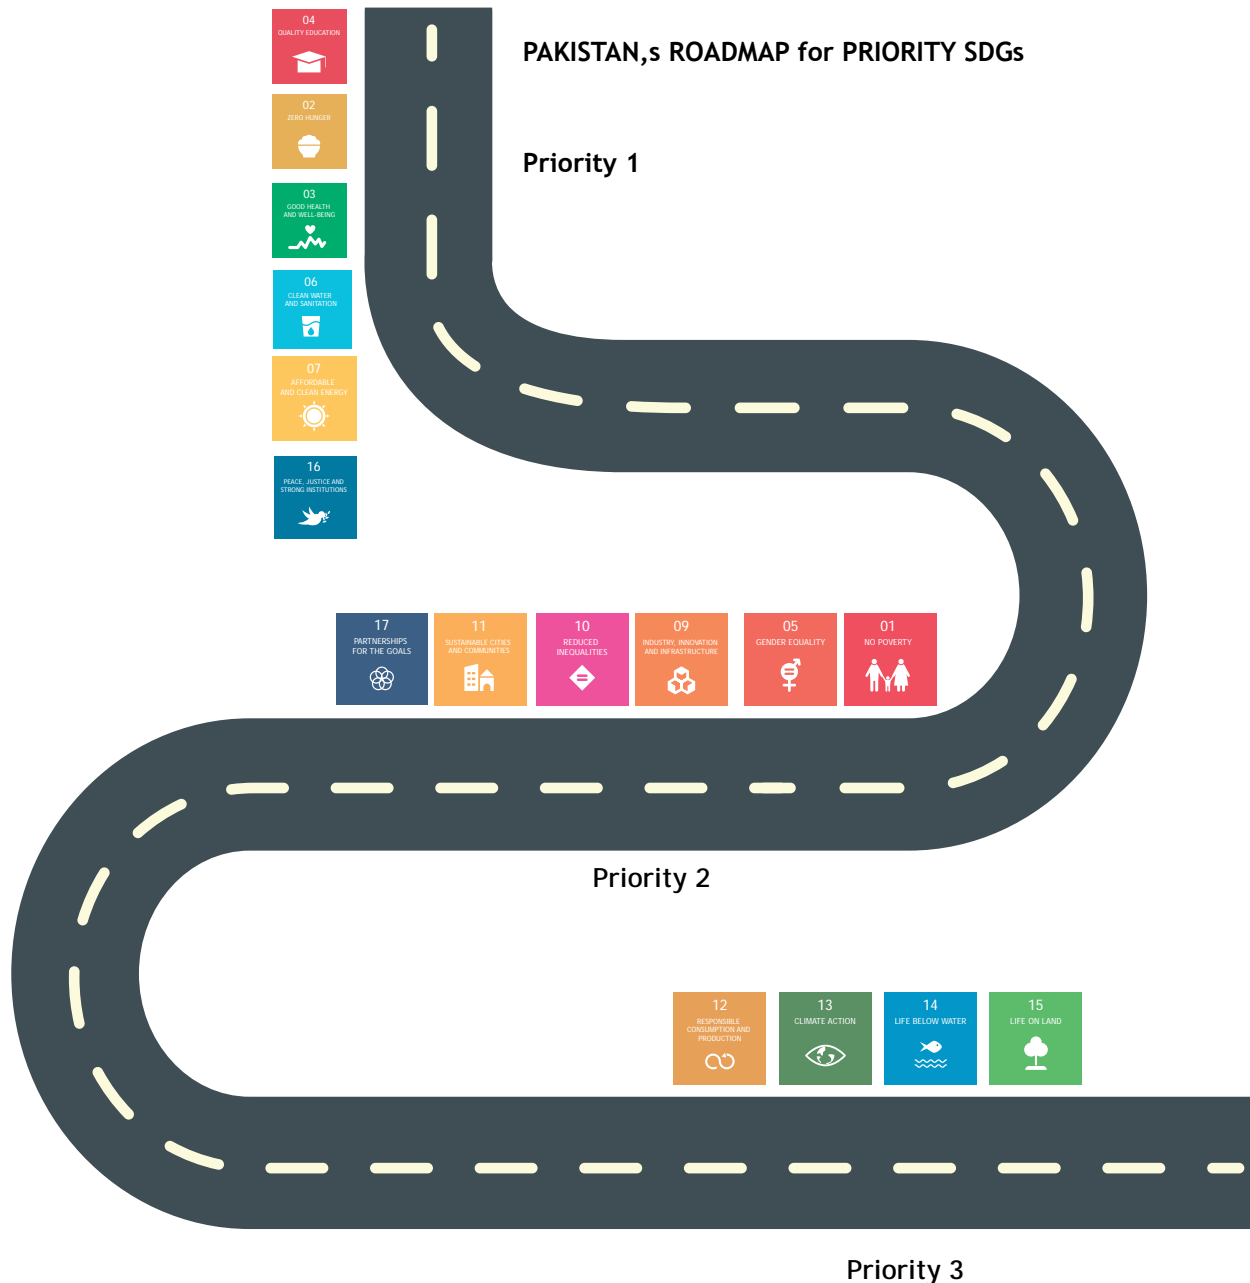 04
QUALITY EDUCATION
PAKISTAN,s ROADMAP for PRIORITY SDGs
02
ZERO HUNGER
Priority 1
03
GOOD HEALTH
AND WELL-BEING
06
CLEAN WATER
AND SANITATION
07
AFFORDABLE
AND CLEAN ENERGY
16
PEACE, JUSTICE AND
STRONG INSTITUTIONS
17
PARTNERSHIPS
FOR THE GOALS
11
SUSTAINABLE CITIES
AND COMMUNITIES
10
REDUCED
INEQUALITIES
09
INDUSTRY, INNOVATION
AND INFRASTRUCTURE
05
GENDER EQUALITY
01
NO POVERTY
Priority 2
12
RESPONSIBLE
CONSUMPTION AND
PRODUCTION
13
CLIMATE ACTION
14
LIFE BELOW WATER
15
LIFE ON LAND
Priority 3